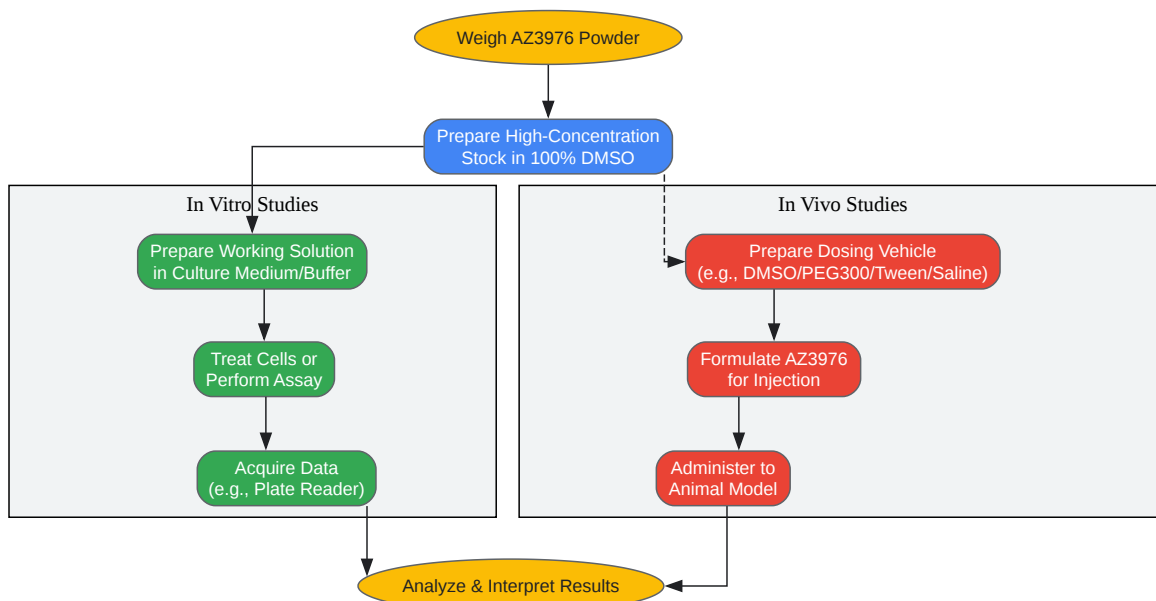 Weigh AZ3976 Powder
Prepare High-Concentration
Stock in 100% DMSO
In Vitro Studies
Prepare Working Solution
in Culture Medium/Buffer
Treat Cells or
Perform Assay
Acquire Data
(e.g., Plate Reader)
In Vivo Studies
Prepare Dosing Vehicle
(e.g., DMSO/PEG300/Tween/Saline)
Formulate AZ3976
for Injection
Administer to
Animal Model
Analyze & Interpret Results